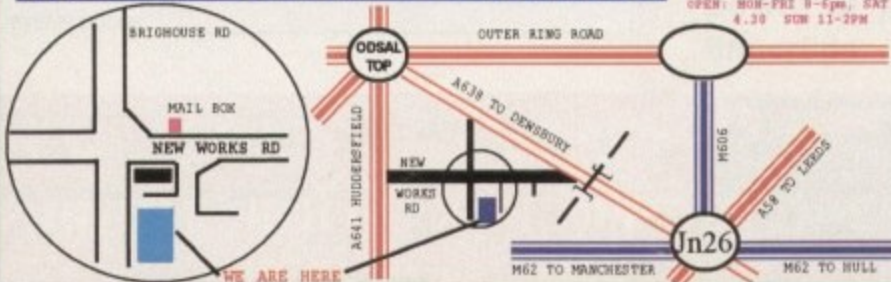 OPEN: MON-FRI 8-6pm, SAT
4.30 SUN 11-2PM
BRIGHOUSE RD
MAIL BOX
NEW WORKS RD
WE ARE HERE
ODSAL
TOP
OUTER RING ROAD
A638 TO DEWSBURY
A641 HUDDERSFIELD
NEW
WORKS
RD
M606
A58 TO LEEDS
Jn26
M62 TO MANCHESTER
M62 TO HULL